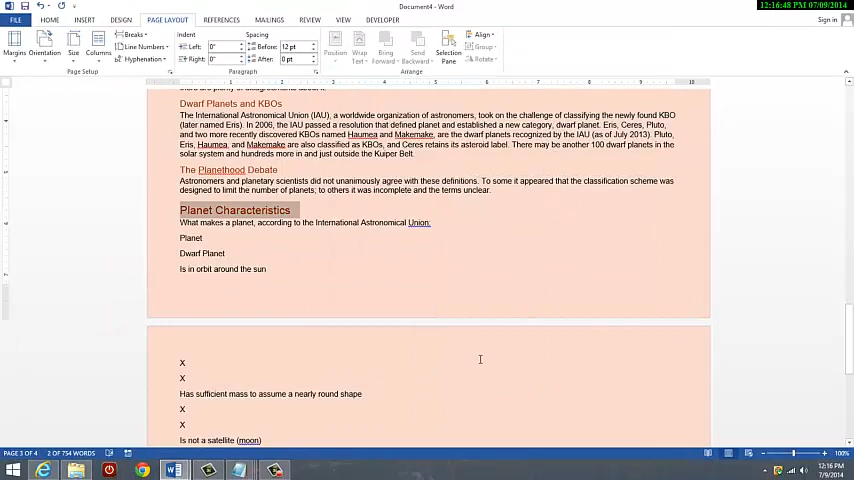 Document4 - Word
12:16:48 PM 07/09/2014
FILE HOME INSERT DESIGN PAGE LAYOUT REFERENCES MAILINGS REVIEW VIEW DEVELOPER
Sign in
Margins Orientation Size Columns
Breaks
Line Numbers
Hyphenation
Page Setup
Indent
Left: 0"
Right: 0"
Spacing
Before: 12 pt
After: 0 pt
Paragraph
Position
Wrap Text
Bring Forward
Send Backward
Selection Pane
Align
Group
Rotate
Arrange
1 2 3 4 5 6 7 8 9 10
Dwarf Planets and KBOs
The International Astronomical Union (IAU), a worldwide organization of astronomers, took on the challenge of classifying the newly found KBO
(later named Eris). In 2006, the IAU passed a resolution that defined planet and established a new category, dwarf planet. Eris, Ceres, Pluto,
and two more recently discovered KBOs named Haumea and Makemake, are the dwarf planets recognized by the IAU (as of July 2013). Pluto,
Eris, Haumea, and Makemake are also classified as KBOs, and Ceres retains its asteroid label. There may be another 100 dwarf planets in the
solar system and hundreds more in and just outside the Kuiper Belt.
The Planethood Debate
Astronomers and planetary scientists did not unanimously agree with these definitions. To some it appeared that the classification scheme was
designed to limit the number of planets; to others it was incomplete and the terms unclear.
Planet Characteristics
What makes a planet, according to the International Astronomical Union:
Planet
Dwarf Planet
Is in orbit around the sun
X
X
Has sufficient mass to assume a nearly round shape
X
X
Is not a satellite (moon)
PAGE 3 OF 4 2 OF 754 WORDS
100%
12:16 PM
7/9/2014